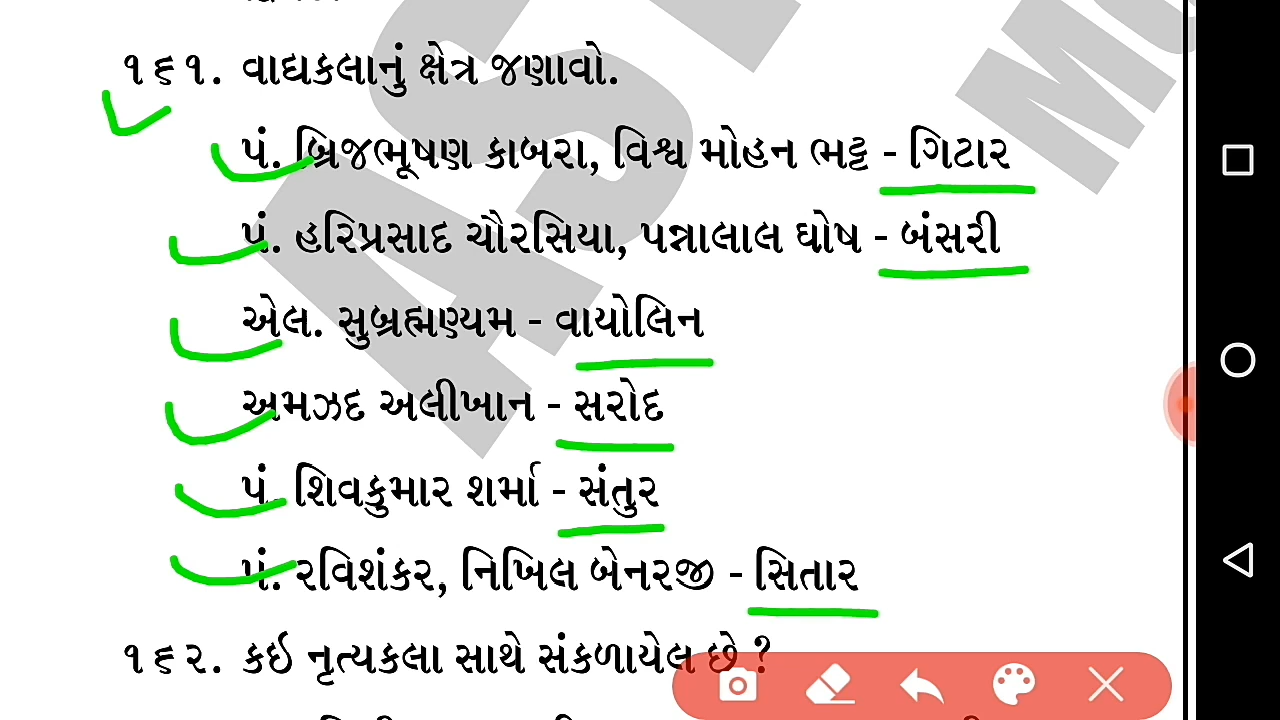 ૧૬૧. વાદ્યકલાનું ક્ષેત્ર જણાવો.
પં. બ્રિજભૂષણ કાબરા, વિશ્વ મોહન ભટ્ટ - ગિટાર
પં. હરિપ્રસાદ ચૌરસિયા, પન્નાલાલ ઘોષ - બંસરી
એલ. સુબ્રહ્મણ્યમ - વાયોલિન
અમઝદ અલીખાન - સરોદ
પં. શિવકુમાર શર્મા - સંતુર
પં. રવિશંકર, નિખિલ બેનરજી - સિતાર
૧૬૨. કઇ નૃત્યકલા સાથે સંકળાયેલ છે ?